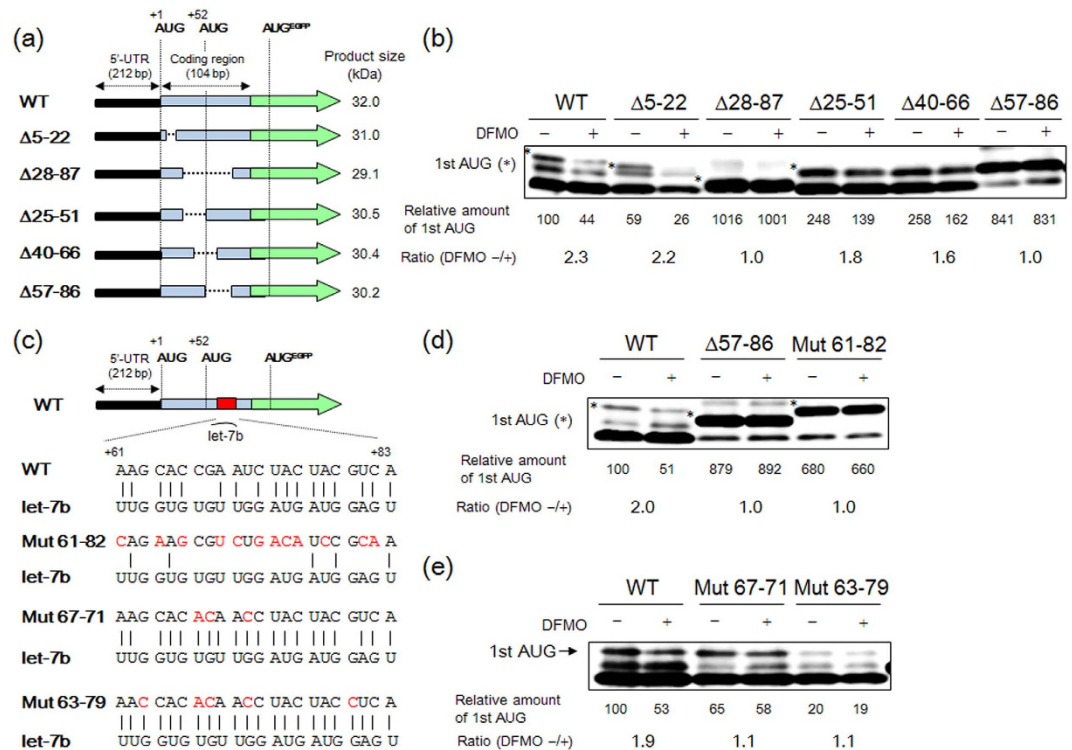 (a)
+1 +52
AUG AUG AUGEGFP
5'-UTR (212 bp)
Coding region (104 bp)
Product size (kDa)
WT 32.0
Δ5-22 31.0
Δ28-87 29.1
Δ25-51 30.5
Δ40-66 30.4
Δ57-86 30.2
(b)
WT Δ5-22 Δ28-87 Δ25-51 Δ40-66 Δ57-86
DFMO − + − + − + − + − + − +
1st AUG (*)
* * * *
Relative amount of 1st AUG 100 44 59 26 1016 1001 248 139 258 162 841 831
Ratio (DFMO −/+) 2.3 2.2 1.0 1.8 1.6 1.0
(c)
+1 +52
AUG AUG AUGEGFP
5'-UTR (212 bp)
WT
let-7b
+61 +83
WT AAG CAC CGA AUC UAC UAC GUC A
let-7b UUG GUG UGU UGG AUG AUG GAG U
Mut 61-82 CAG AAG CGU CUG ACA UCC GCA A
let-7b UUG GUG UGU UGG AUG AUG GAG U
Mut 67-71 AAG CAC ACA ACC UAC UAC GUC A
let-7b UUG GUG UGU UGG AUG AUG GAG U
Mut 63-79 AAC CAC ACA ACC UAC UAC CUC A
let-7b UUG GUG UGU UGG AUG AUG GAG U
(d)
WT Δ57-86 Mut 61-82
DFMO − + − + − +
1st AUG (*)
* * *
Relative amount of 1st AUG 100 51 879 892 680 660
Ratio (DFMO −/+) 2.0 1.0 1.0
(e)
WT Mut 67-71 Mut 63-79
DFMO − + − + − +
1st AUG
Relative amount of 1st AUG 100 53 65 58 20 19
Ratio (DFMO −/+) 1.9 1.1 1.1